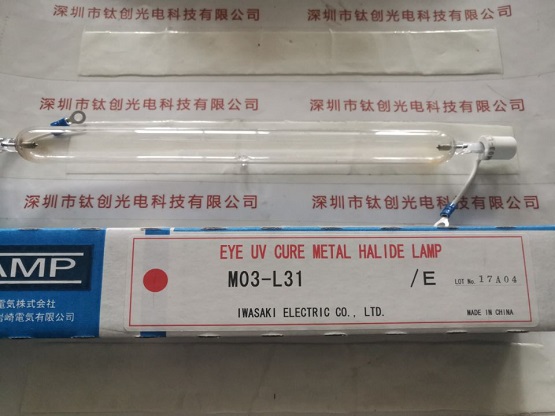 深圳市钛创光电科技有限公司 深圳市钛创光电科技有限公司
深圳市钛创光电科技有限公司 深圳市钛创光电科技有限公司
深圳市钛创光电科技有限公司 深圳市钛创光电科技有限公司
AMP
電気株式会社
岩崎電気有限公司
EYE UV CURE METAL HALIDE LAMP
M03-L31 /E LOT No. 17A04
IWASAKI ELECTRIC CO., LTD. MADE IN CHINA